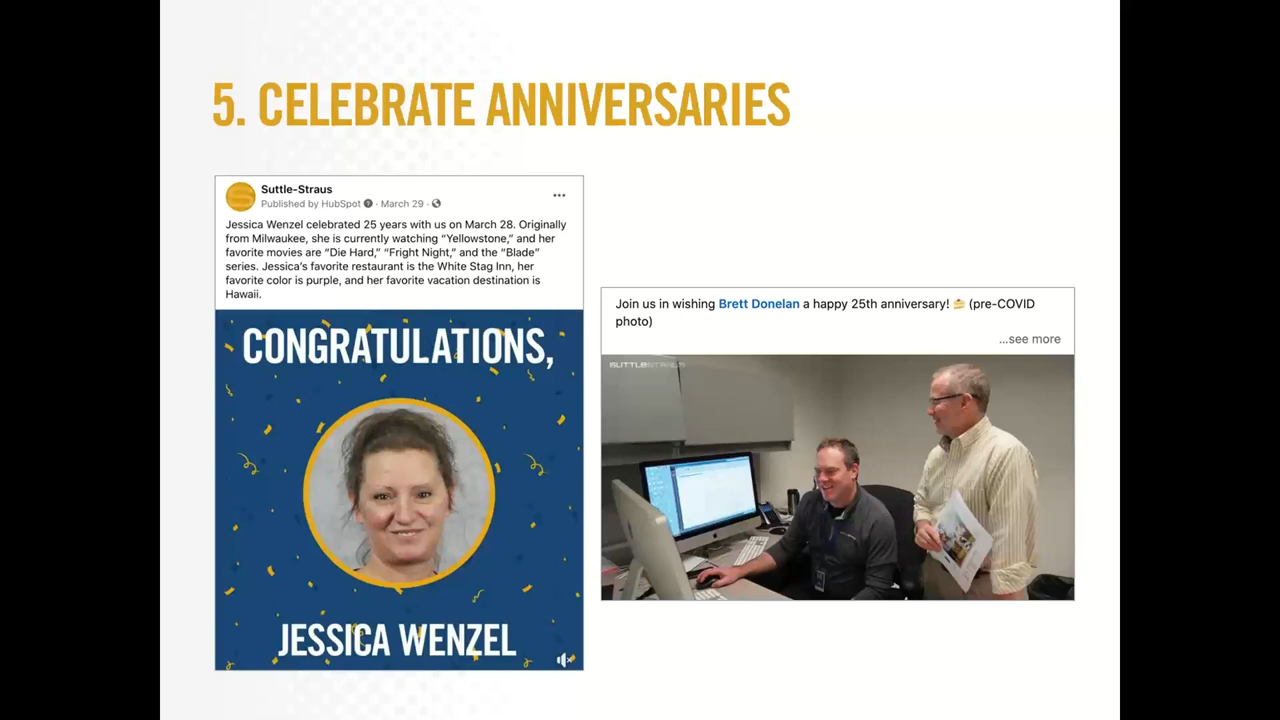 5. CELEBRATE ANNIVERSARIES
Suttle-Straus
Published by HubSpot · March 29 ·
Jessica Wenzel celebrated 25 years with us on March 28. Originally
from Milwaukee, she is currently watching “Yellowstone,” and her
favorite movies are “Die Hard,” “Fright Night,” and the “Blade”
series. Jessica’s favorite restaurant is the White Stag Inn, her
favorite color is purple, and her favorite vacation destination is
Hawaii.
CONGRATULATIONS,
JESSICA WENZEL
Join us in wishing Brett Donelan a happy 25th anniversary! 🍰 (pre-COVID
photo)
...see more
SUTTLESTRAUS